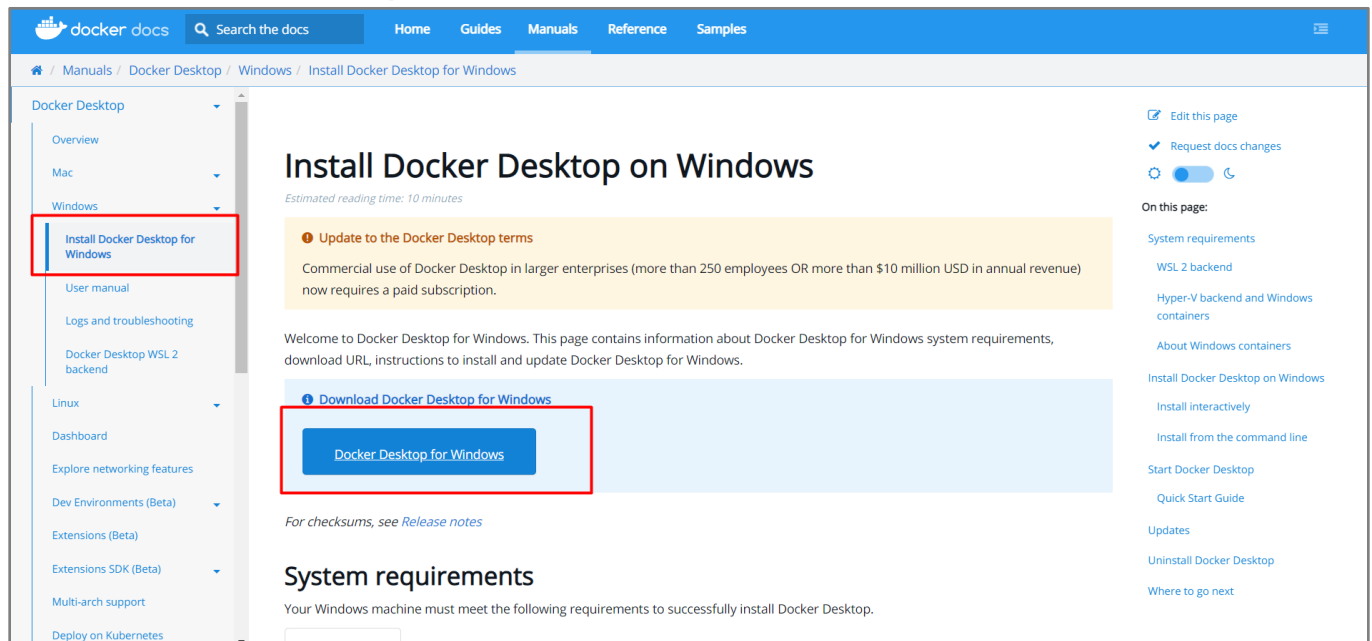 docker docs
Search the docs
Home
Guides
Manuals
Reference
Samples
/ Manuals / Docker Desktop / Windows / Install Docker Desktop for Windows
Docker Desktop
Overview
Mac
Windows
Install Docker Desktop for
Windows
User manual
Logs and troubleshooting
Docker Desktop WSL 2
backend
Linux
Dashboard
Explore networking features
Dev Environments (Beta)
Extensions (Beta)
Extensions SDK (Beta)
Multi-arch support
Deploy on Kubernetes
Install Docker Desktop on Windows
Estimated reading time: 10 minutes
Update to the Docker Desktop terms
Commercial use of Docker Desktop in larger enterprises (more than 250 employees OR more than $10 million USD in annual revenue)
now requires a paid subscription.
Welcome to Docker Desktop for Windows. This page contains information about Docker Desktop for Windows system requirements,
download URL, instructions to install and update Docker Desktop for Windows.
Download Docker Desktop for Windows
Docker Desktop for Windows
For checksums, see Release notes
System requirements
Your Windows machine must meet the following requirements to successfully install Docker Desktop.
Edit this page
Request docs changes
On this page:
System requirements
WSL 2 backend
Hyper-V backend and Windows
containers
About Windows containers
Install Docker Desktop on Windows
Install interactively
Install from the command line
Start Docker Desktop
Quick Start Guide
Updates
Uninstall Docker Desktop
Where to go next